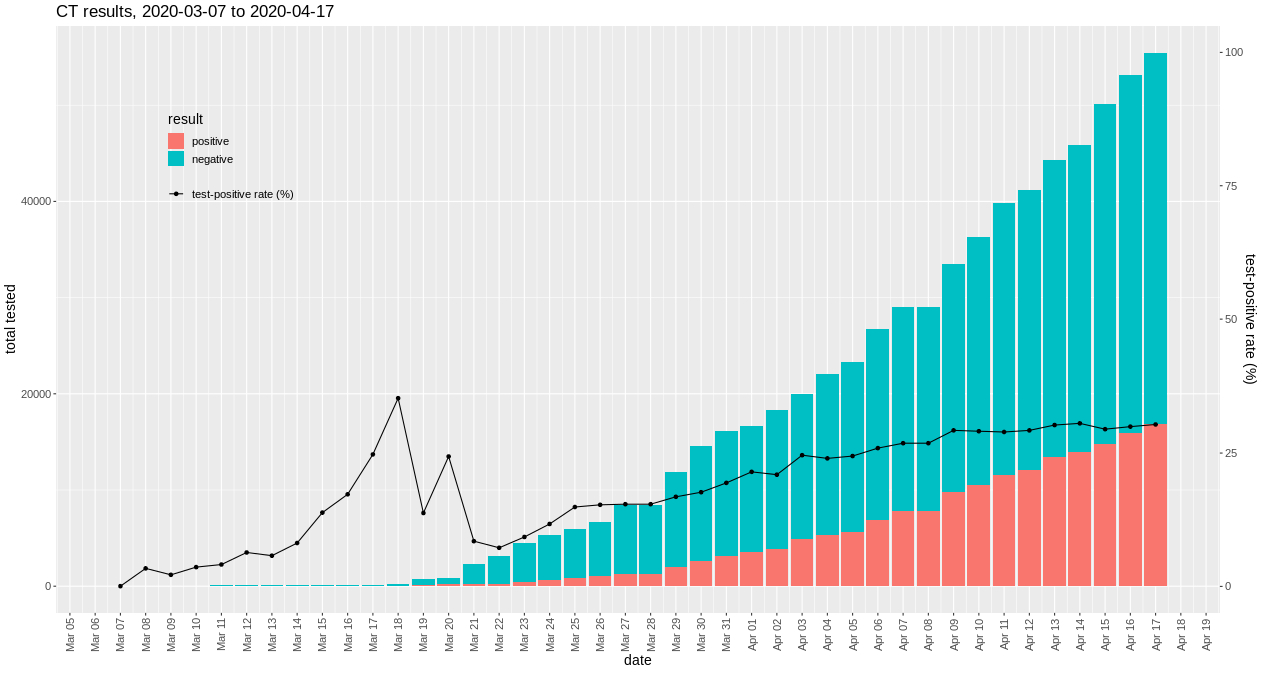 CT results, 2020-03-07 to 2020-04-17
result
positive
negative
test-positive rate (%)
total tested
40000
20000
0
100
75
50
25
0
test-positive rate (%)
Mar 05
Mar 06
Mar 07
Mar 08
Mar 09
Mar 10
Mar 11
Mar 12
Mar 13
Mar 14
Mar 15
Mar 16
Mar 17
Mar 18
Mar 19
Mar 20
Mar 21
Mar 22
Mar 23
Mar 24
Mar 25
Mar 26
Mar 27
Mar 28
Mar 29
Mar 30
Mar 31
Apr 01
Apr 02
Apr 03
Apr 04
Apr 05
Apr 06
Apr 07
Apr 08
Apr 09
Apr 10
Apr 11
Apr 12
Apr 13
Apr 14
Apr 15
Apr 16
Apr 17
Apr 18
Apr 19
date